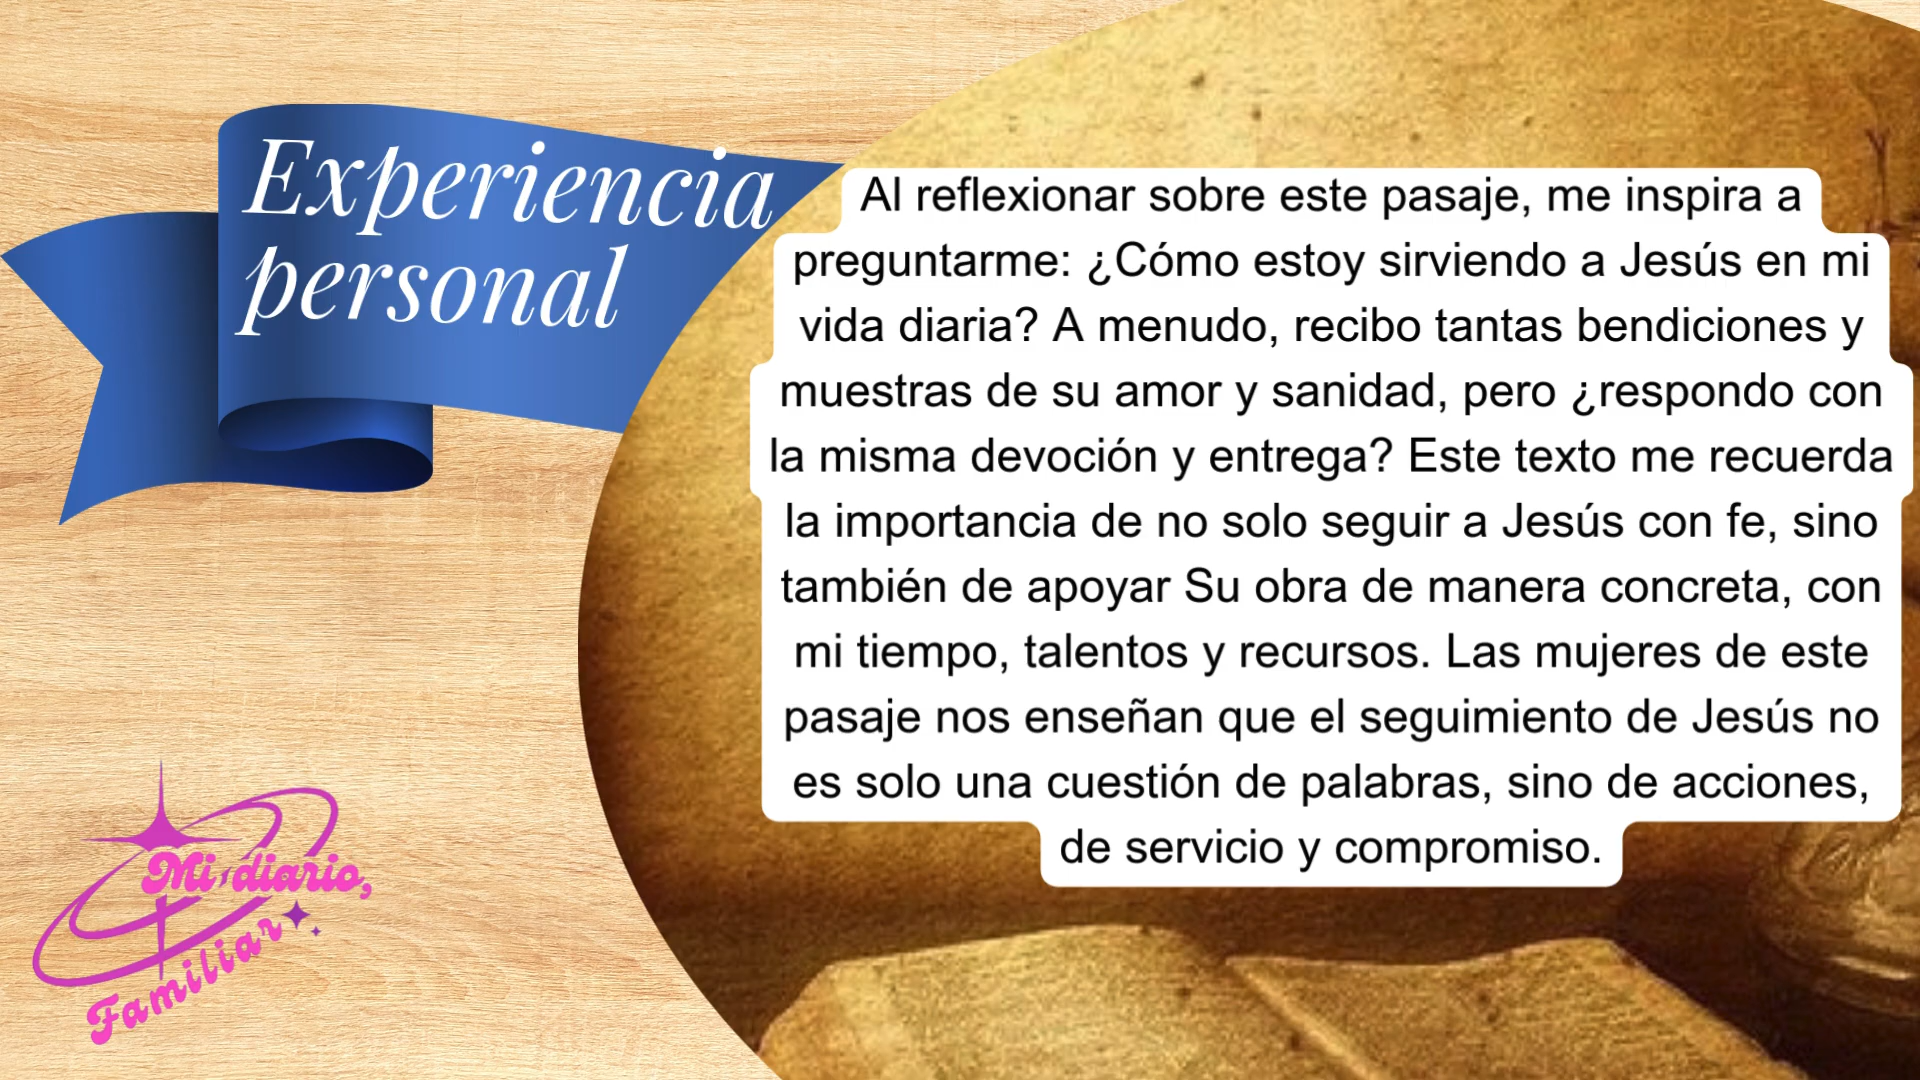 Experiencia
personal
Al reflexionar sobre este pasaje, me inspira a
preguntarme: ¿Cómo estoy sirviendo a Jesús en mi
vida diaria? A menudo, recibo tantas bendiciones y
muestras de su amor y sanidad, pero ¿respondo con
la misma devoción y entrega? Este texto me recuerda
la importancia de no solo seguir a Jesús con fe, sino
también de apoyar Su obra de manera concreta, con
mi tiempo, talentos y recursos. Las mujeres de este
pasaje nos enseñan que el seguimiento de Jesús no
es solo una cuestión de palabras, sino de acciones,
de servicio y compromiso.
Mi diario,
Familiar